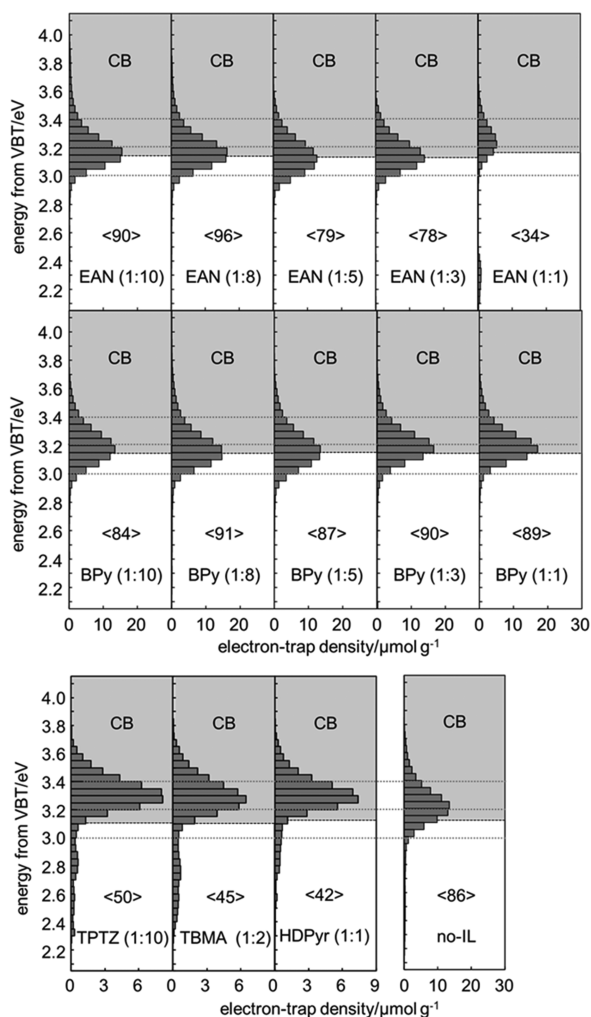 energy from VBT/eV
4.0
3.8
3.6
3.4
3.2
3.0
2.8
2.6
2.4
2.2
CB CB CB CB CB
<90> <96> <79> <78> <34>
EAN (1:10) EAN (1:8) EAN (1:5) EAN (1:3) EAN (1:1)
energy from VBT/eV
4.0
3.8
3.6
3.4
3.2
3.0
2.8
2.6
2.4
2.2
CB CB CB CB CB
<84> <91> <87> <90> <89>
BPy (1:10) BPy (1:8) BPy (1:5) BPy (1:3) BPy (1:1)
0 10 20 0 10 20 0 10 20 0 10 20 0 10 20 30
electron-trap density/μmol g-1
energy from VBT/eV
4.0
3.8
3.6
3.4
3.2
3.0
2.8
2.6
2.4
2.2
CB CB CB CB
<50> <45> <42> <86>
TPTZ (1:10) TBMA (1:2) HDPyr (1:1) no-IL
0 3 6 0 3 6 0 3 6 9 0 10 20 30
electron-trap density/μmol g-1